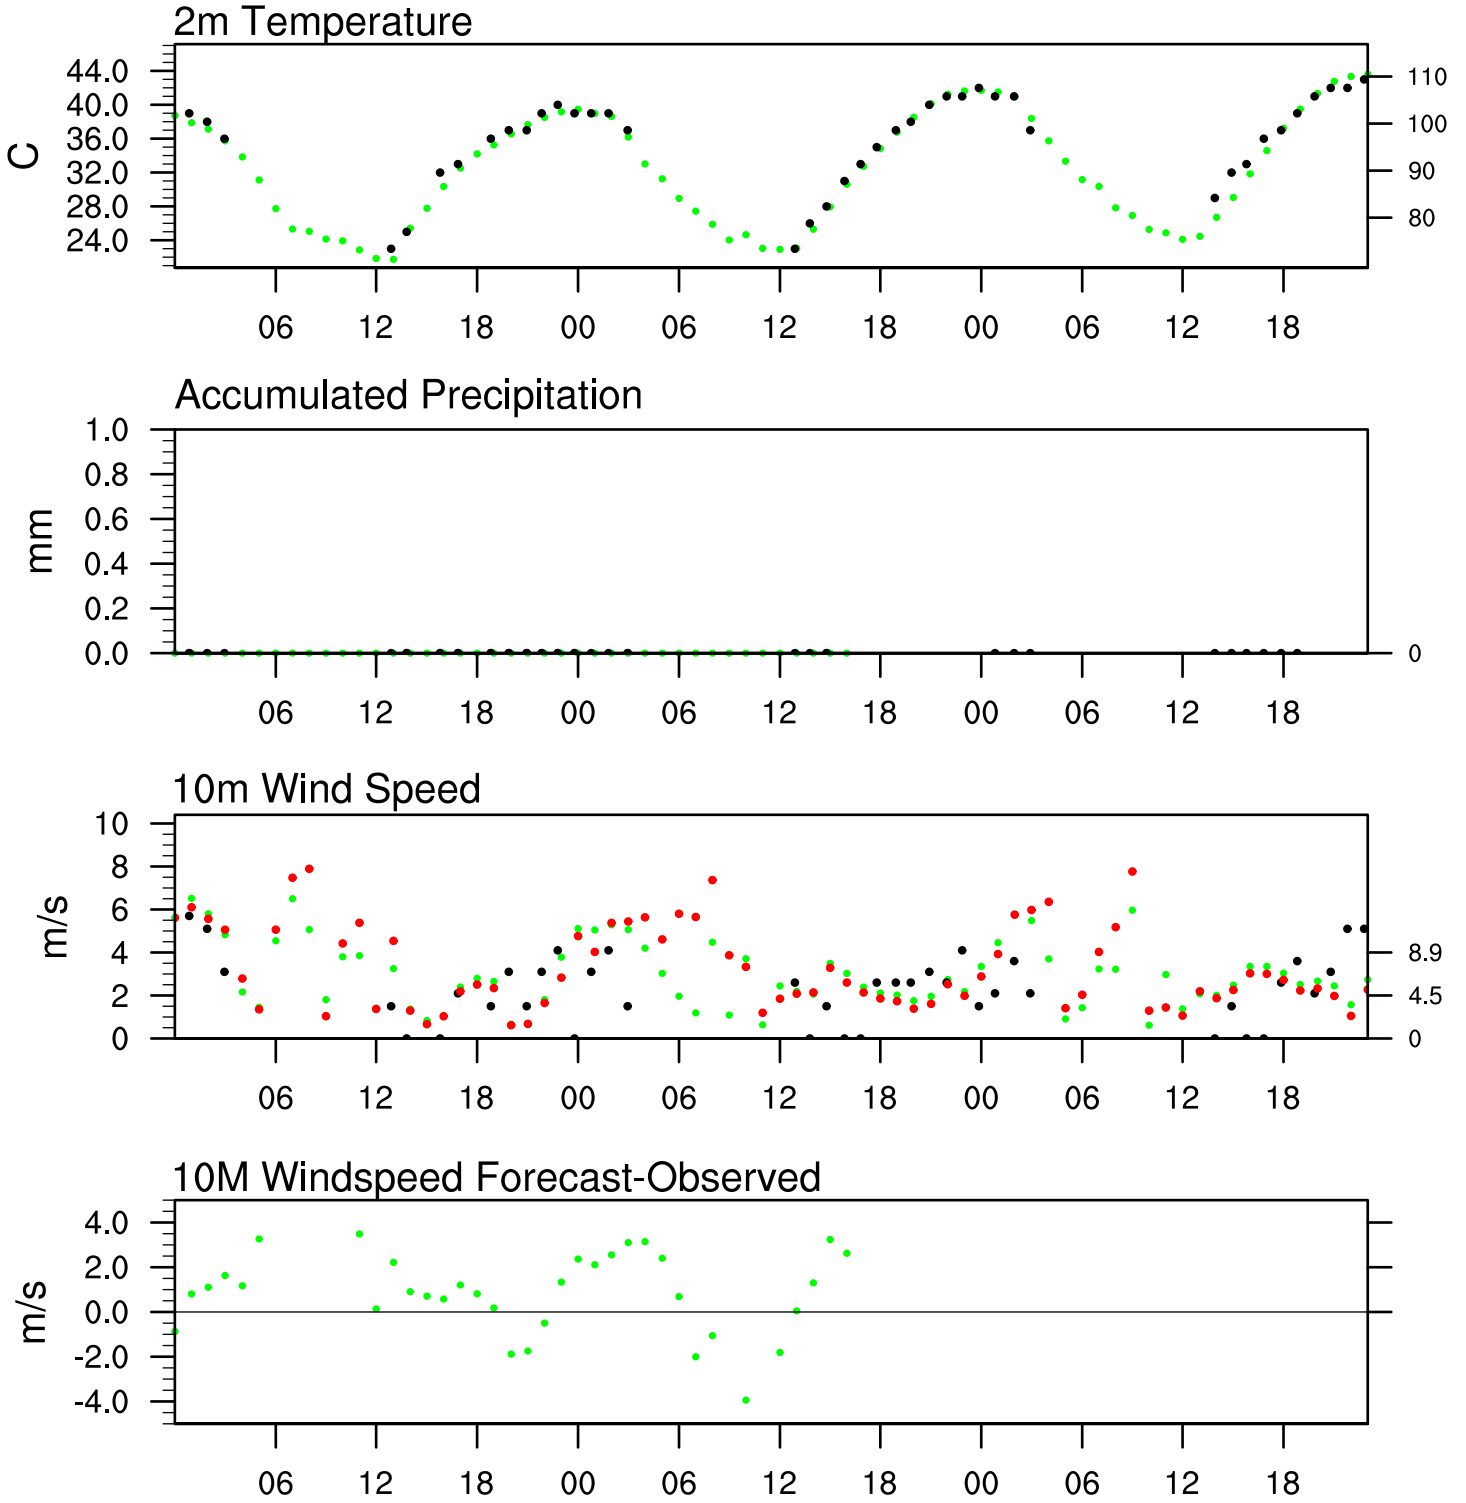 2m Temperature
44.0
40.0
36.0
32.0
28.0
24.0
C
110
100
90
80
06 12 18 00 06 12 18 00 06 12 18
Accumulated Precipitation
1.0
0.8
0.6
0.4
0.2
0.0
mm
0
06 12 18 00 06 12 18 00 06 12 18
10m Wind Speed
10
8
6
4
2
0
m/s
8.9
4.5
0
06 12 18 00 06 12 18 00 06 12 18
10M Windspeed Forecast-Observed
4.0
2.0
0.0
-2.0
-4.0
m/s
06 12 18 00 06 12 18 00 06 12 18